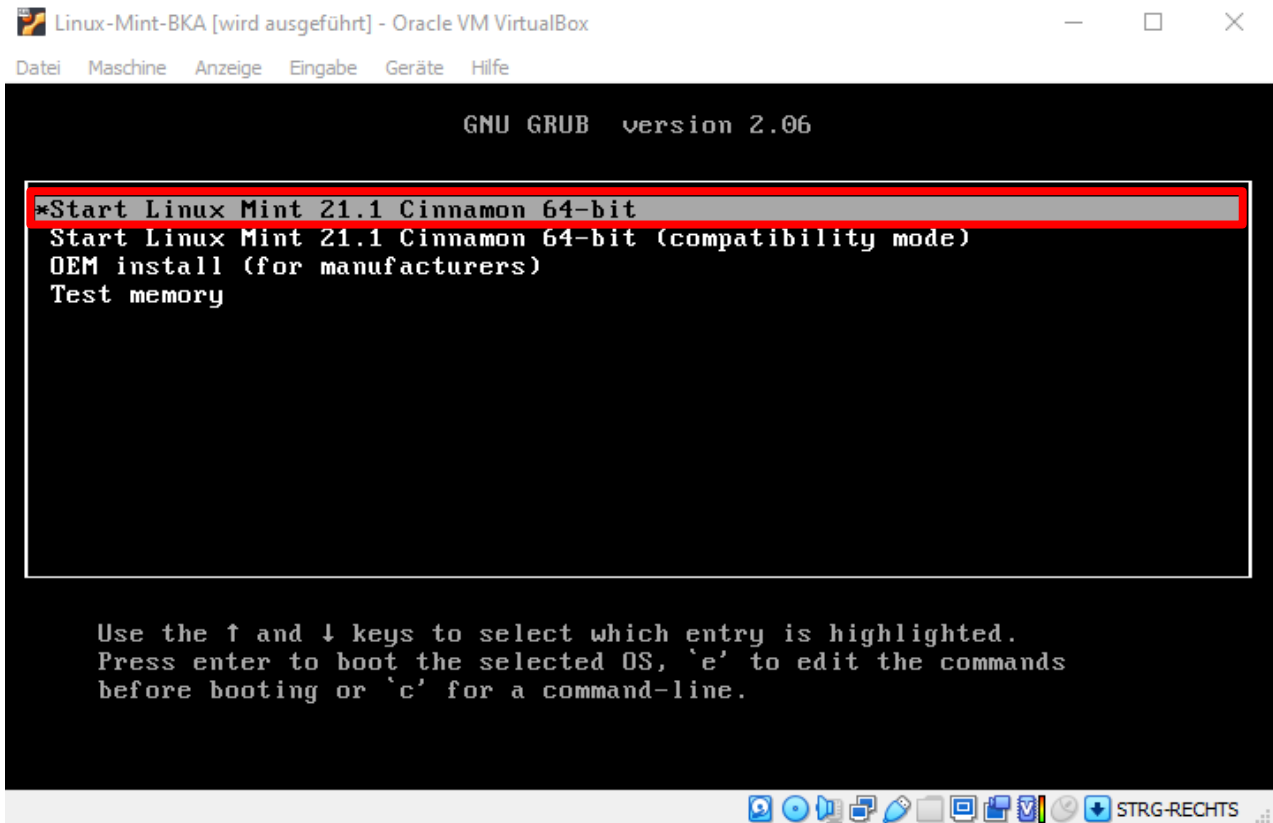 Linux-Mint-BKA [wird ausgeführt] - Oracle VM VirtualBox
Datei Maschine Anzeige Eingabe Geräte Hilfe
GNU GRUB version 2.06
*Start Linux Mint 21.1 Cinnamon 64-bit
Start Linux Mint 21.1 Cinnamon 64-bit (compatibility mode)
OEM install (for manufacturers)
Test memory
Use the ↑ and ↓ keys to select which entry is highlighted.
Press enter to boot the selected OS, `e' to edit the commands
before booting or `c' for a command-line.
STRG-RECHTS